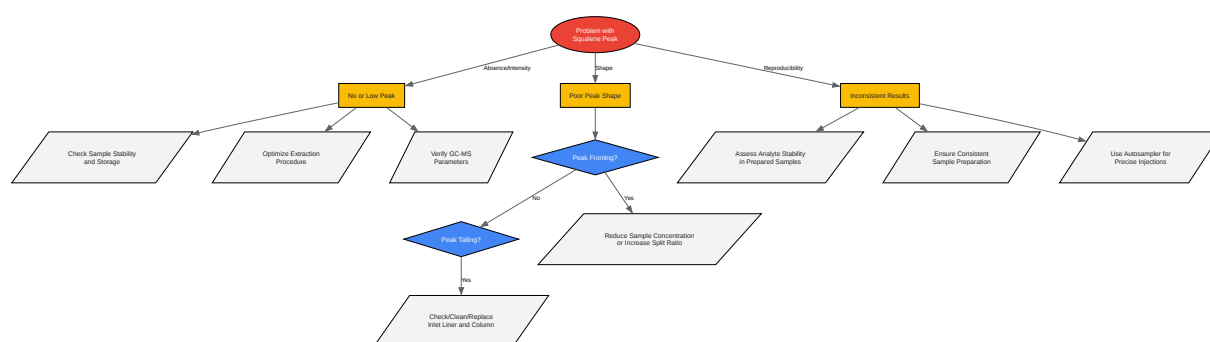 Problem with
Squalene Peak
Absence/Intensity
Shape
Reproducibility
No or Low Peak
Poor Peak Shape
Inconsistent Results
Check Sample Stability
and Storage
Optimize Extraction
Procedure
Verify GC-MS
Parameters
Peak Fronting?
Assess Analyte Stability
in Prepared Samples
Ensure Consistent
Sample Preparation
Use Autosampler for
Precise Injections
No
Yes
Peak Tailing?
Reduce Sample Concentration
or Increase Split Ratio
Yes
Check/Clean/Replace
Inlet Liner and Column